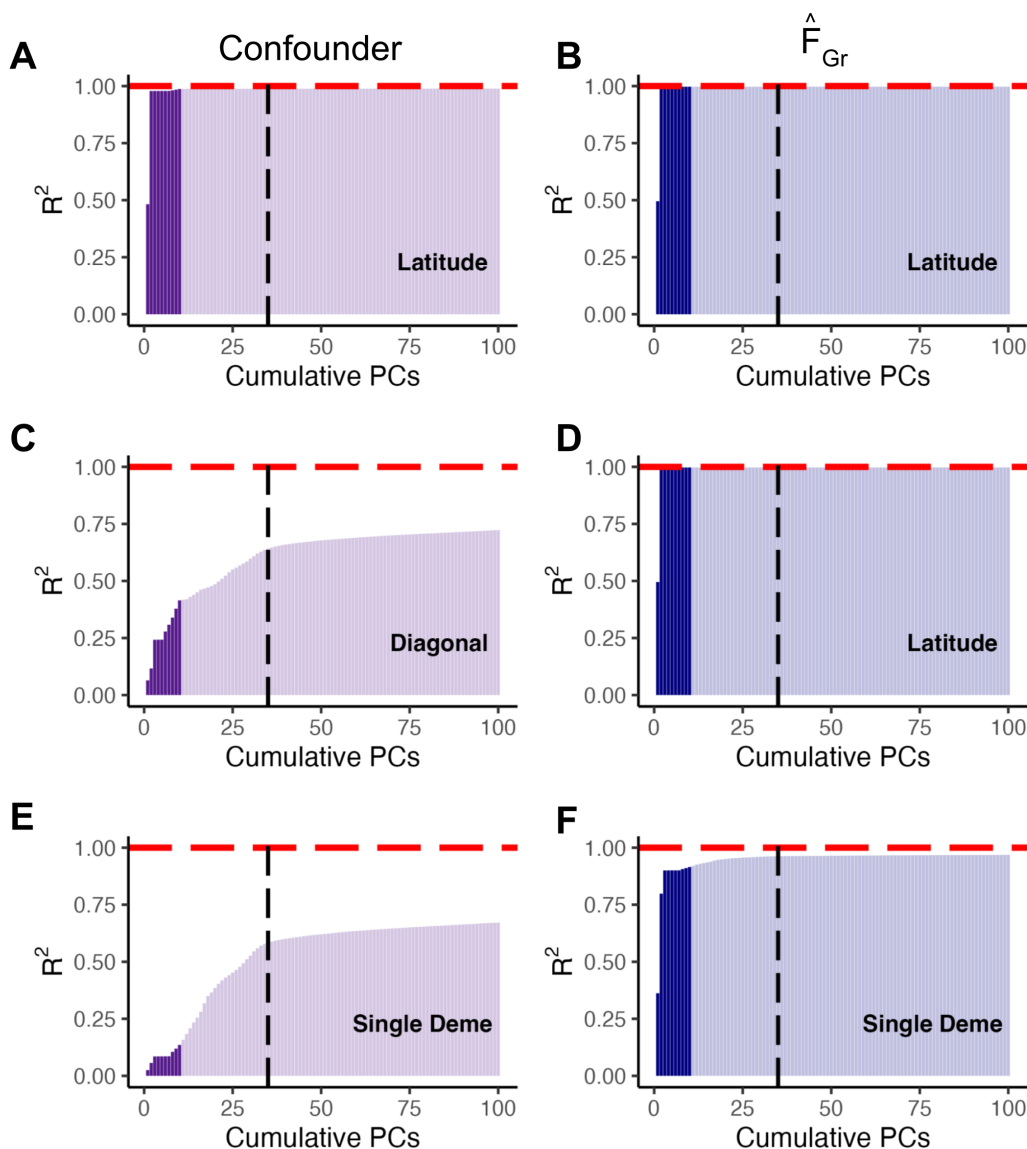 A Confounder B F̂Gr
1.00 1.00
0.75 0.75
R² 0.50 R² 0.50
0.25 Latitude 0.25 Latitude
0.00 0.00
0 25 50 75 100 0 25 50 75 100
Cumulative PCs Cumulative PCs
C D
1.00 1.00
0.75 0.75
R² 0.50 R² 0.50
0.25 Diagonal 0.25 Latitude
0.00 0.00
0 25 50 75 100 0 25 50 75 100
Cumulative PCs Cumulative PCs
E F
1.00 1.00
0.75 0.75
R² 0.50 R² 0.50
0.25 Single Deme 0.25 Single Deme
0.00 0.00
0 25 50 75 100 0 25 50 75 100
Cumulative PCs Cumulative PCs